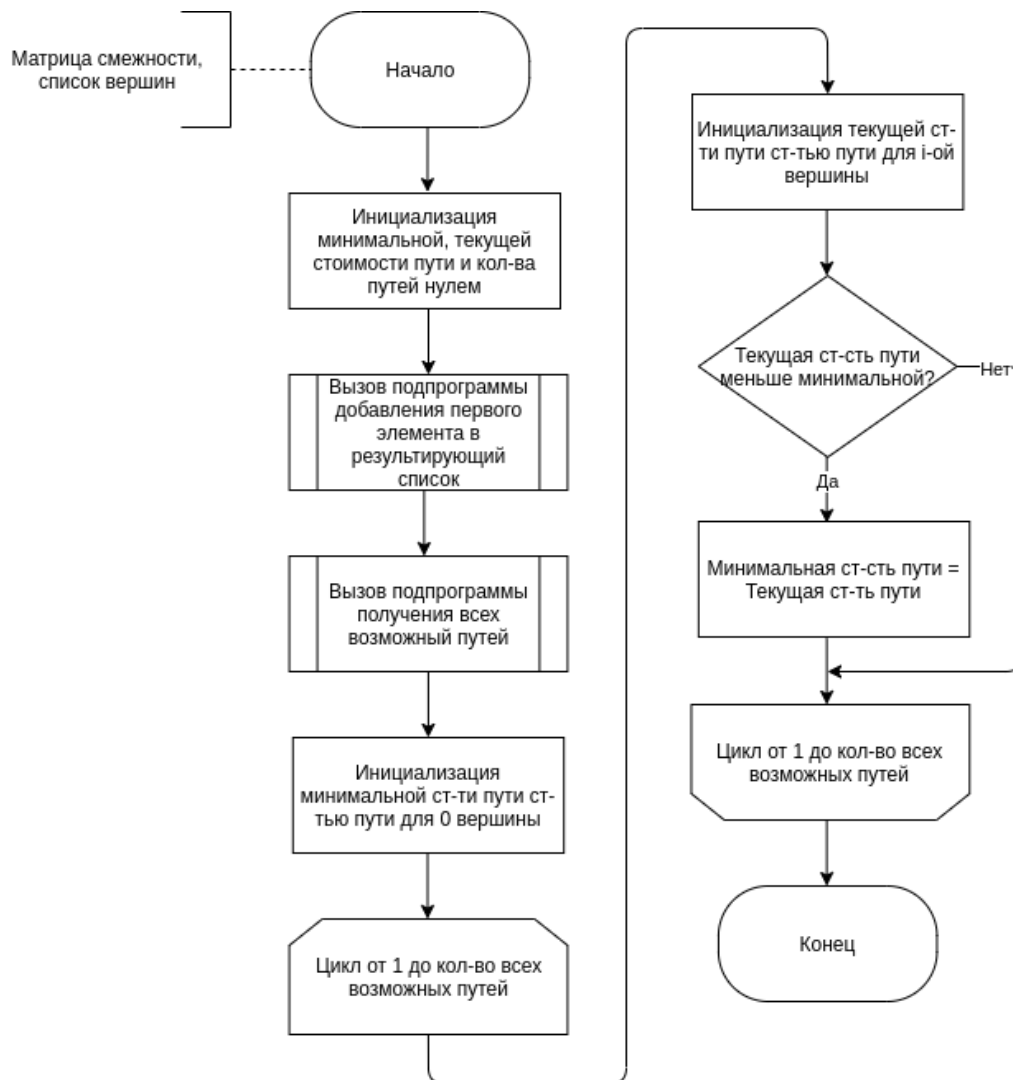 Матрица смежности,
список вершин
Начало
Инициализация
минимальной, текущей
стоимости пути и кол-ва
путей нулем
Вызов подпрограммы
добавления первого
элемента в
результирующий
список
Вызов подпрограммы
получения всех
возможный путей
Инициализация
минимальной ст-ти пути ст-
тью пути для 0 вершины
Цикл от 1 до кол-во всех
возможных путей
Инициализация текущей ст-
ти пути ст-тью пути для i-ой
вершины
Текущая ст-сть пути
меньше минимальной?
Нет
Да
Минимальная ст-сть пути =
Текущая ст-ть пути
Цикл от 1 до кол-во всех
возможных путей
Конец